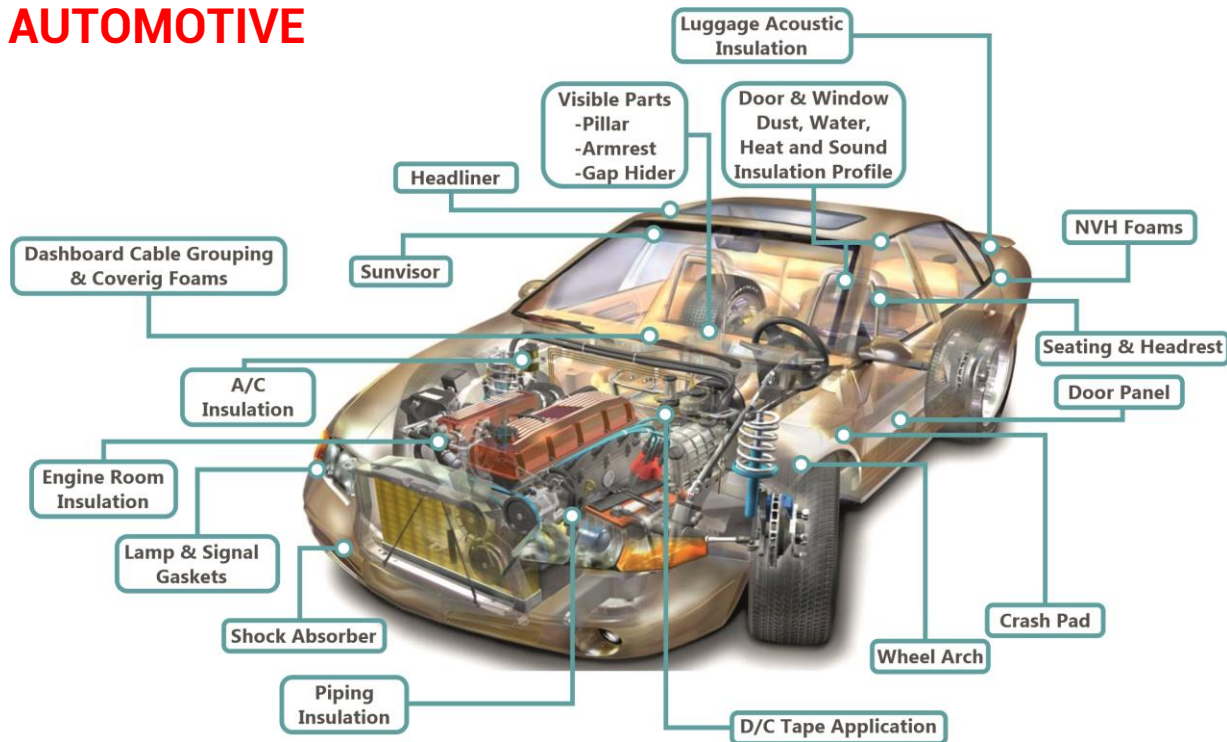 AUTOMOTIVE
Luggage Acoustic
Insulation
Visible Parts
-Pillar
-Armrest
-Gap Hider
Door & Window
Dust, Water,
Heat and Sound
Insulation Profile
Headliner
NVH Foams
Dashboard Cable Grouping
& Coverig Foams
Sunvisor
Seating & Headrest
A/C
Insulation
Door Panel
Engine Room
Insulation
Lamp & Signal
Gaskets
Crash Pad
Shock Absorber
Wheel Arch
Piping
Insulation
D/C Tape Application